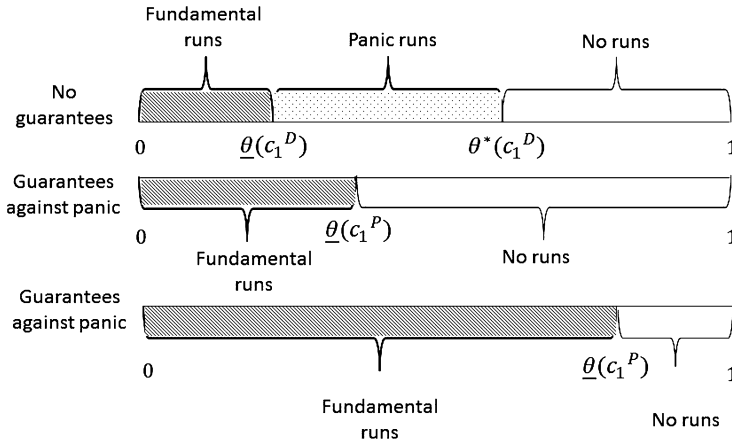 Fundamental
runs
Panic runs
No runs
No
guarantees
0
θ̲(c₁ᴰ)
θ*(c₁ᴰ)
1
Guarantees
against panic
0
θ̲(c₁ᴾ)
1
Fundamental
runs
No runs
Guarantees
against panic
0
θ̲(c₁ᴾ)
1
Fundamental
runs
No runs